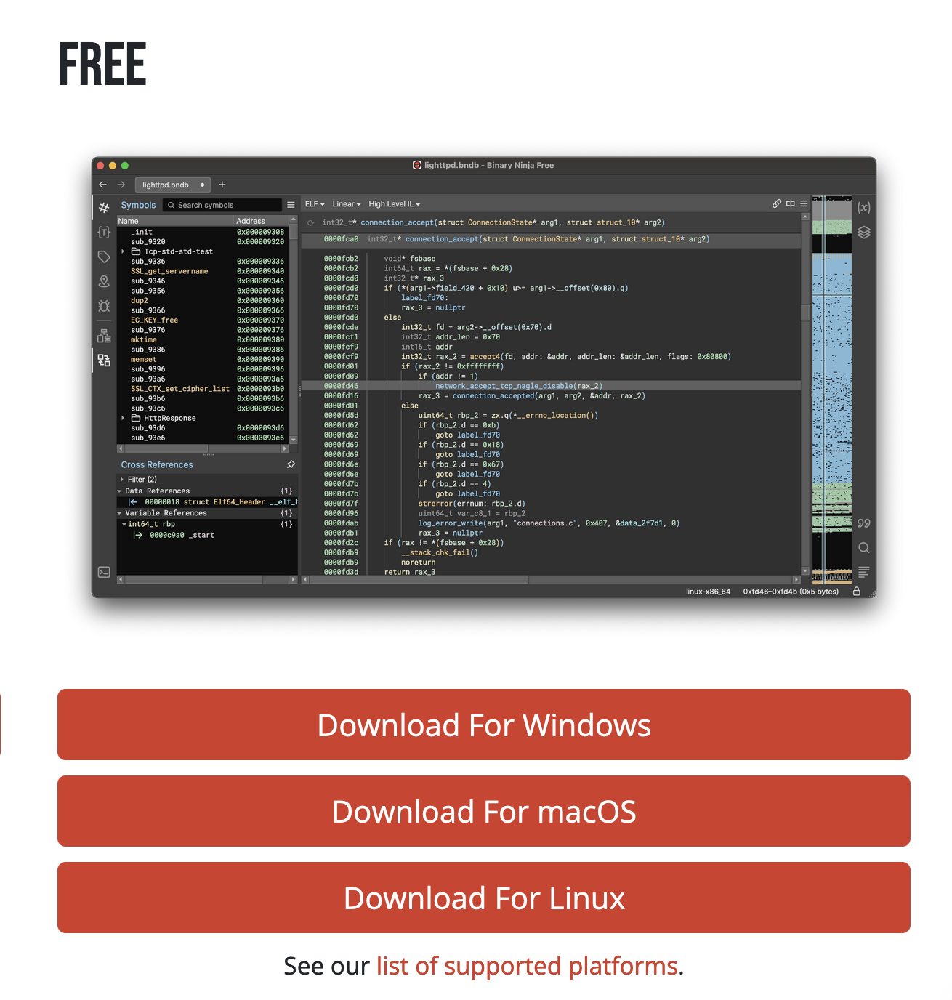 FREE
lighttpd.bndb - Binary Ninja Free
lighttpd.bndb
Symbols
Search symbols
Name Address
_init 0x000009308
sub_9320 0x000009320
Tcp-std-std-test
sub_9336 0x000009336
SSL_get_servername 0x000009340
sub_9346 0x000009346
sub_9356 0x000009356
dup2 0x000009360
sub_9366 0x000009366
EC_KEY_free 0x000009370
sub_9376 0x000009376
mktime 0x000009380
sub_9386 0x000009386
memset 0x000009390
sub_9396 0x000009396
sub_93a6 0x0000093a6
SSL_CTX_set_cipher_list 0x0000093b0
sub_93b6 0x0000093b6
sub_93c6 0x0000093c6
HttpResponse
sub_93d6 0x0000093d6
sub_93e6 0x0000093e6
Cross References
Filter (2)
Data References {1}
00000018 struct Elf64_Header __elf_h
Variable References {1}
int64_t rbp {1}
0000c9a0 _start
ELF Linear High Level IL
int32_t* connection_accept(struct ConnectionState* arg1, struct struct_10* arg2)
0000fca0 int32_t* connection_accept(struct ConnectionState* arg1, struct struct_10* arg2)
0000fcb2 void* fsbase
0000fcb2 int64_t rax = *(fsbase + 0x28)
0000fcd0 int32_t* rax_3
0000fcd0 if (*(arg1->field_420 + 0x10) u>= arg1->__offset(0x80).q)
0000fd70 label_fd70:
0000fd70 rax_3 = nullptr
0000fcd0 else
0000fcde int32_t fd = arg2->__offset(0x70).d
0000fcf1 int32_t addr_len = 0x70
0000fcf9 int16_t addr
0000fcf9 int32_t rax_2 = accept4(fd, addr: &addr, addr_len: &addr_len, flags: 0x80800)
0000fd01 if (rax_2 != 0xffffffff)
0000fd09 if (addr != 1)
0000fd46 network_accept_tcp_nagle_disable(rax_2)
0000fd16 rax_3 = connection_accepted(arg1, arg2, &addr, rax_2)
0000fd01 else
0000fd5d uint64_t rbp_2 = zx.q(*__errno_location())
0000fd62 if (rbp_2.d == 0xb)
0000fd62 goto label_fd70
0000fd69 if (rbp_2.d == 0x18)
0000fd69 goto label_fd70
0000fd6e if (rbp_2.d == 0x67)
0000fd6e goto label_fd70
0000fd7b if (rbp_2.d == 4)
0000fd7b goto label_fd70
0000fd7f strerror(errnum: rbp_2.d)
0000fd96 uint64_t var_c8_1 = rbp_2
0000fdab log_error_write(arg1, "connections.c", 0x407, &data_2f7d1, 0)
0000fdb1 rax_3 = nullptr
0000fd2c if (rax != *(fsbase + 0x28))
0000fdb9 __stack_chk_fail()
0000fdb9 noreturn
0000fd3d return rax_3
linux-x86_64 0xfd46–0xfd4b (0x5 bytes)
Download For Windows
Download For macOS
Download For Linux
See our list of supported platforms.